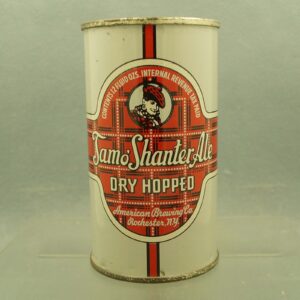 CONTENTS 12 FLUID OZS. INTERNAL REVENUE TAX PAID
Tam o' Shanter Ale
DRY HOPPED
American Brewing Co.
Rochester, N.Y.